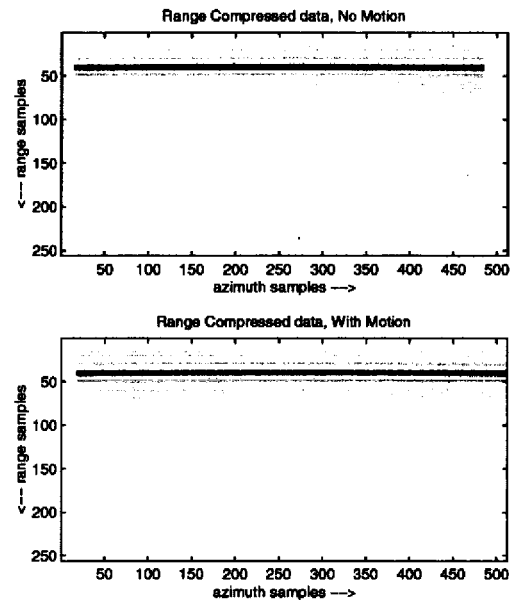 Range Compressed data, No Motion
<--- range samples
50
100
150
200
250
50 100 150 200 250 300 350 400 450 500
azimuth samples --->
Range Compressed data, With Motion
<--- range samples
50
100
150
200
250
50 100 150 200 250 300 350 400 450 500
azimuth samples --->